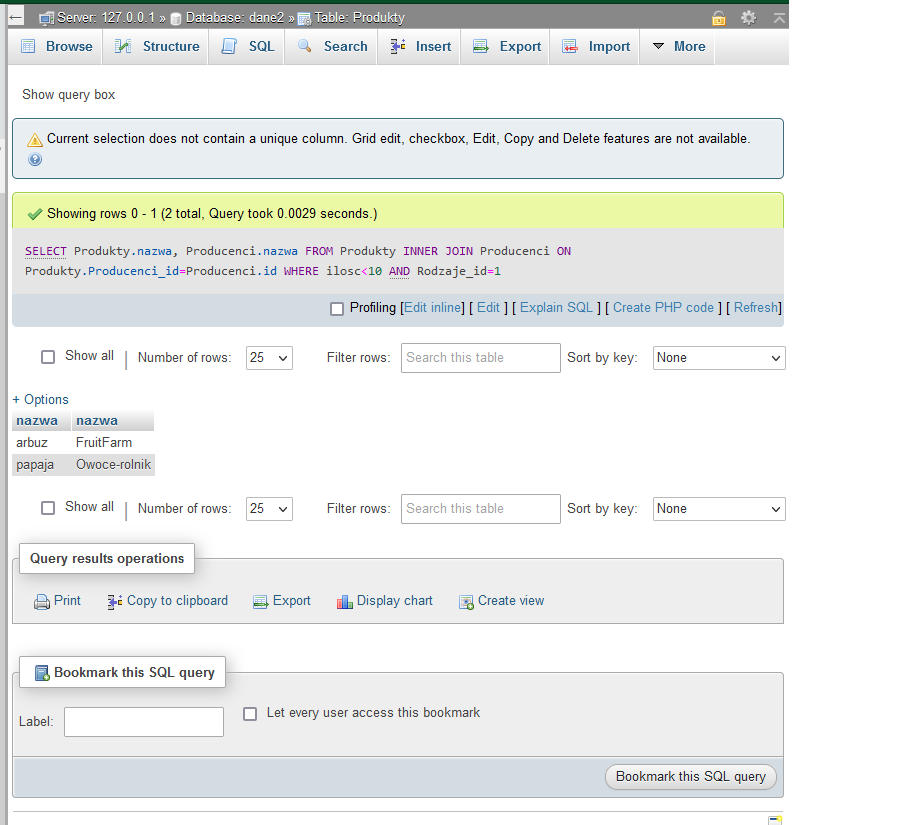 Server: 127.0.0.1 » Database: dane2 » Table: Produkty
Browse Structure SQL Search Insert Export Import More
Show query box
Current selection does not contain a unique column. Grid edit, checkbox, Edit, Copy and Delete features are not available.
Showing rows 0 - 1 (2 total, Query took 0.0029 seconds.)
SELECT Produkty.nazwa, Producenci.nazwa FROM Produkty INNER JOIN Producenci ON
Produkty.Producenci_id=Producenci.id WHERE ilosc<10 AND Rodzaje_id=1
Profiling [Edit inline] [ Edit ] [ Explain SQL ] [ Create PHP code ] [ Refresh]
Show all | Number of rows: 25 Filter rows: Search this table Sort by key: None
+ Options
nazwa nazwa
arbuz FruitFarm
papaja Owoce-rolnik
Show all | Number of rows: 25 Filter rows: Search this table Sort by key: None
Query results operations
Print Copy to clipboard Export Display chart Create view
Bookmark this SQL query
Label: Let every user access this bookmark
Bookmark this SQL query